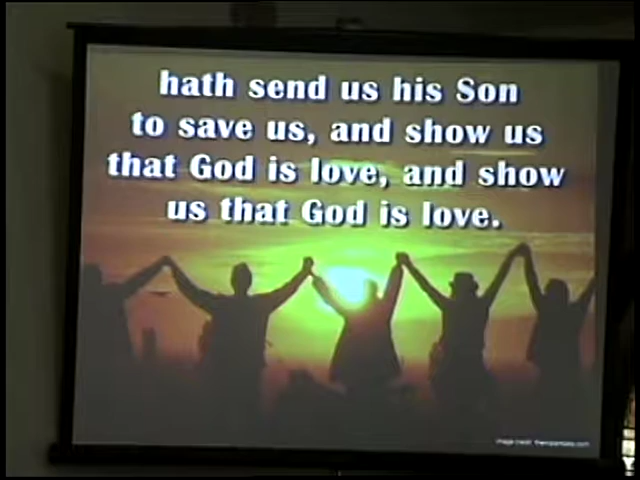 hath send us his Son
to save us, and show us
that God is love, and show
us that God is love.